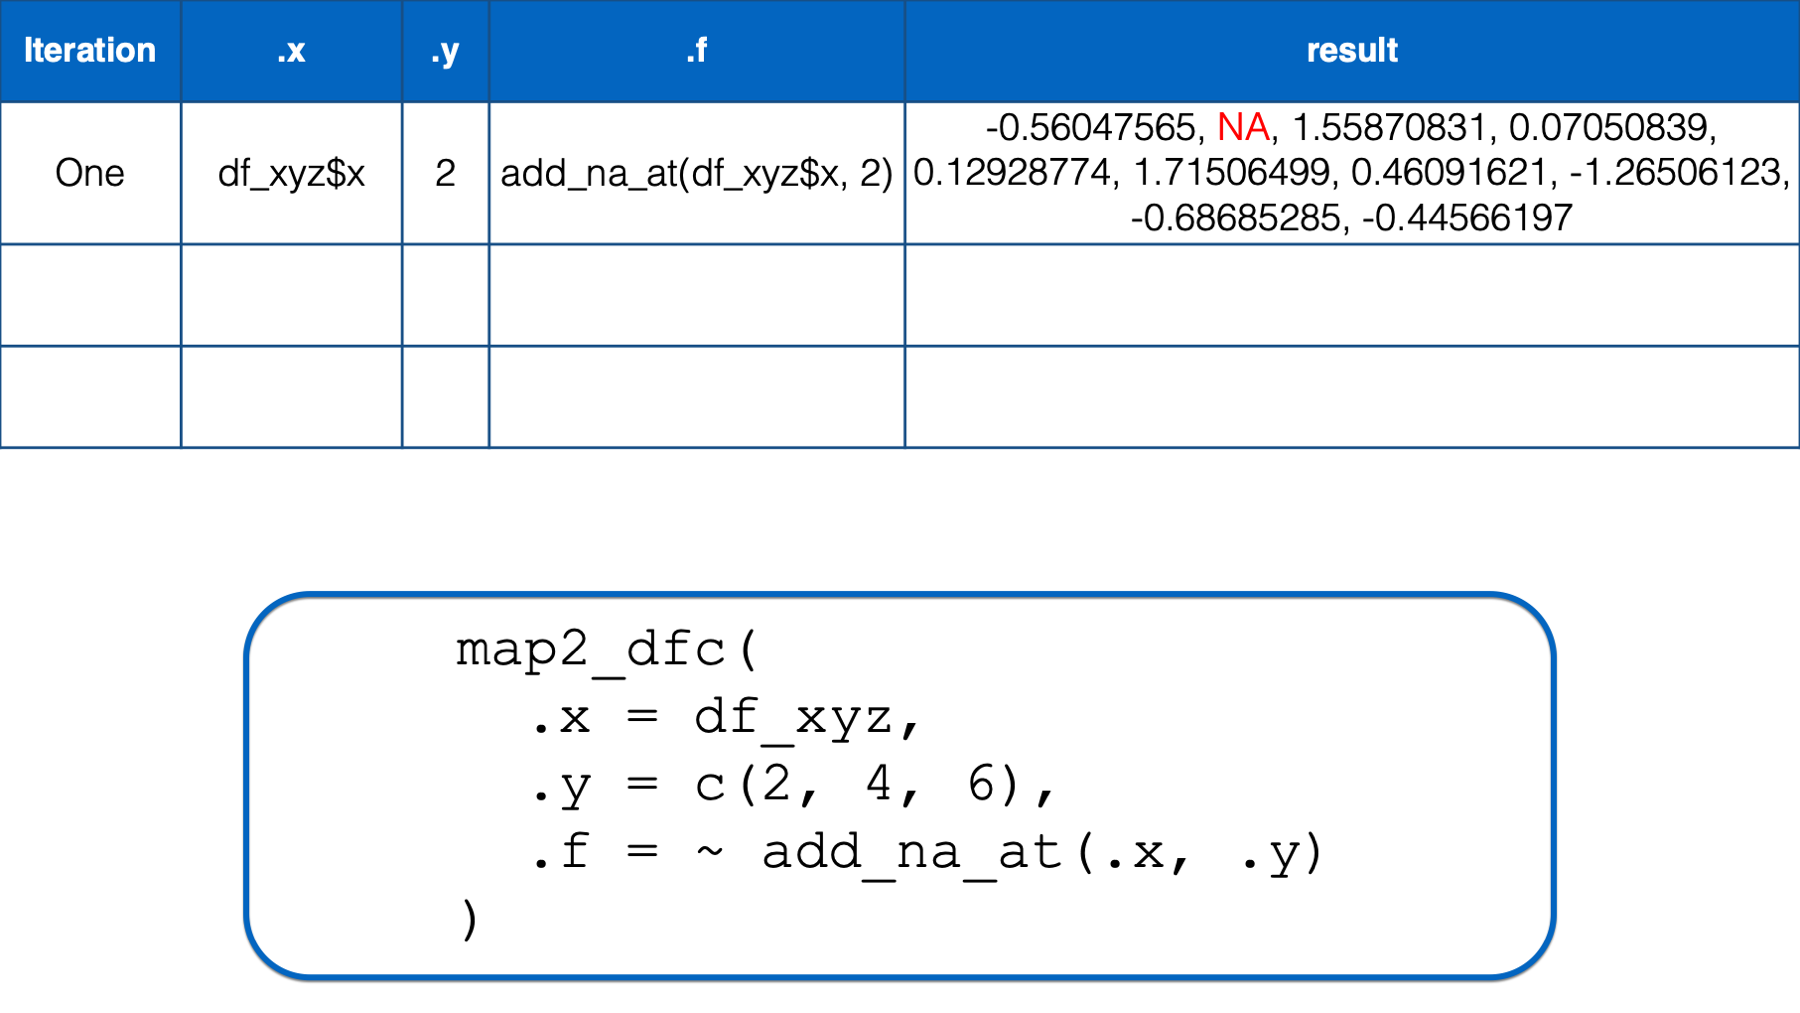 Iteration .x .y .f result
One df_xyz$x 2 add_na_at(df_xyz$x, 2) -0.56047565, NA, 1.55870831, 0.07050839,
0.12928774, 1.71506499, 0.46091621, -1.26506123,
-0.68685285, -0.44566197
map2_dfc(
.x = df_xyz,
.y = c(2, 4, 6),
.f = ~ add_na_at(.x, .y)
)